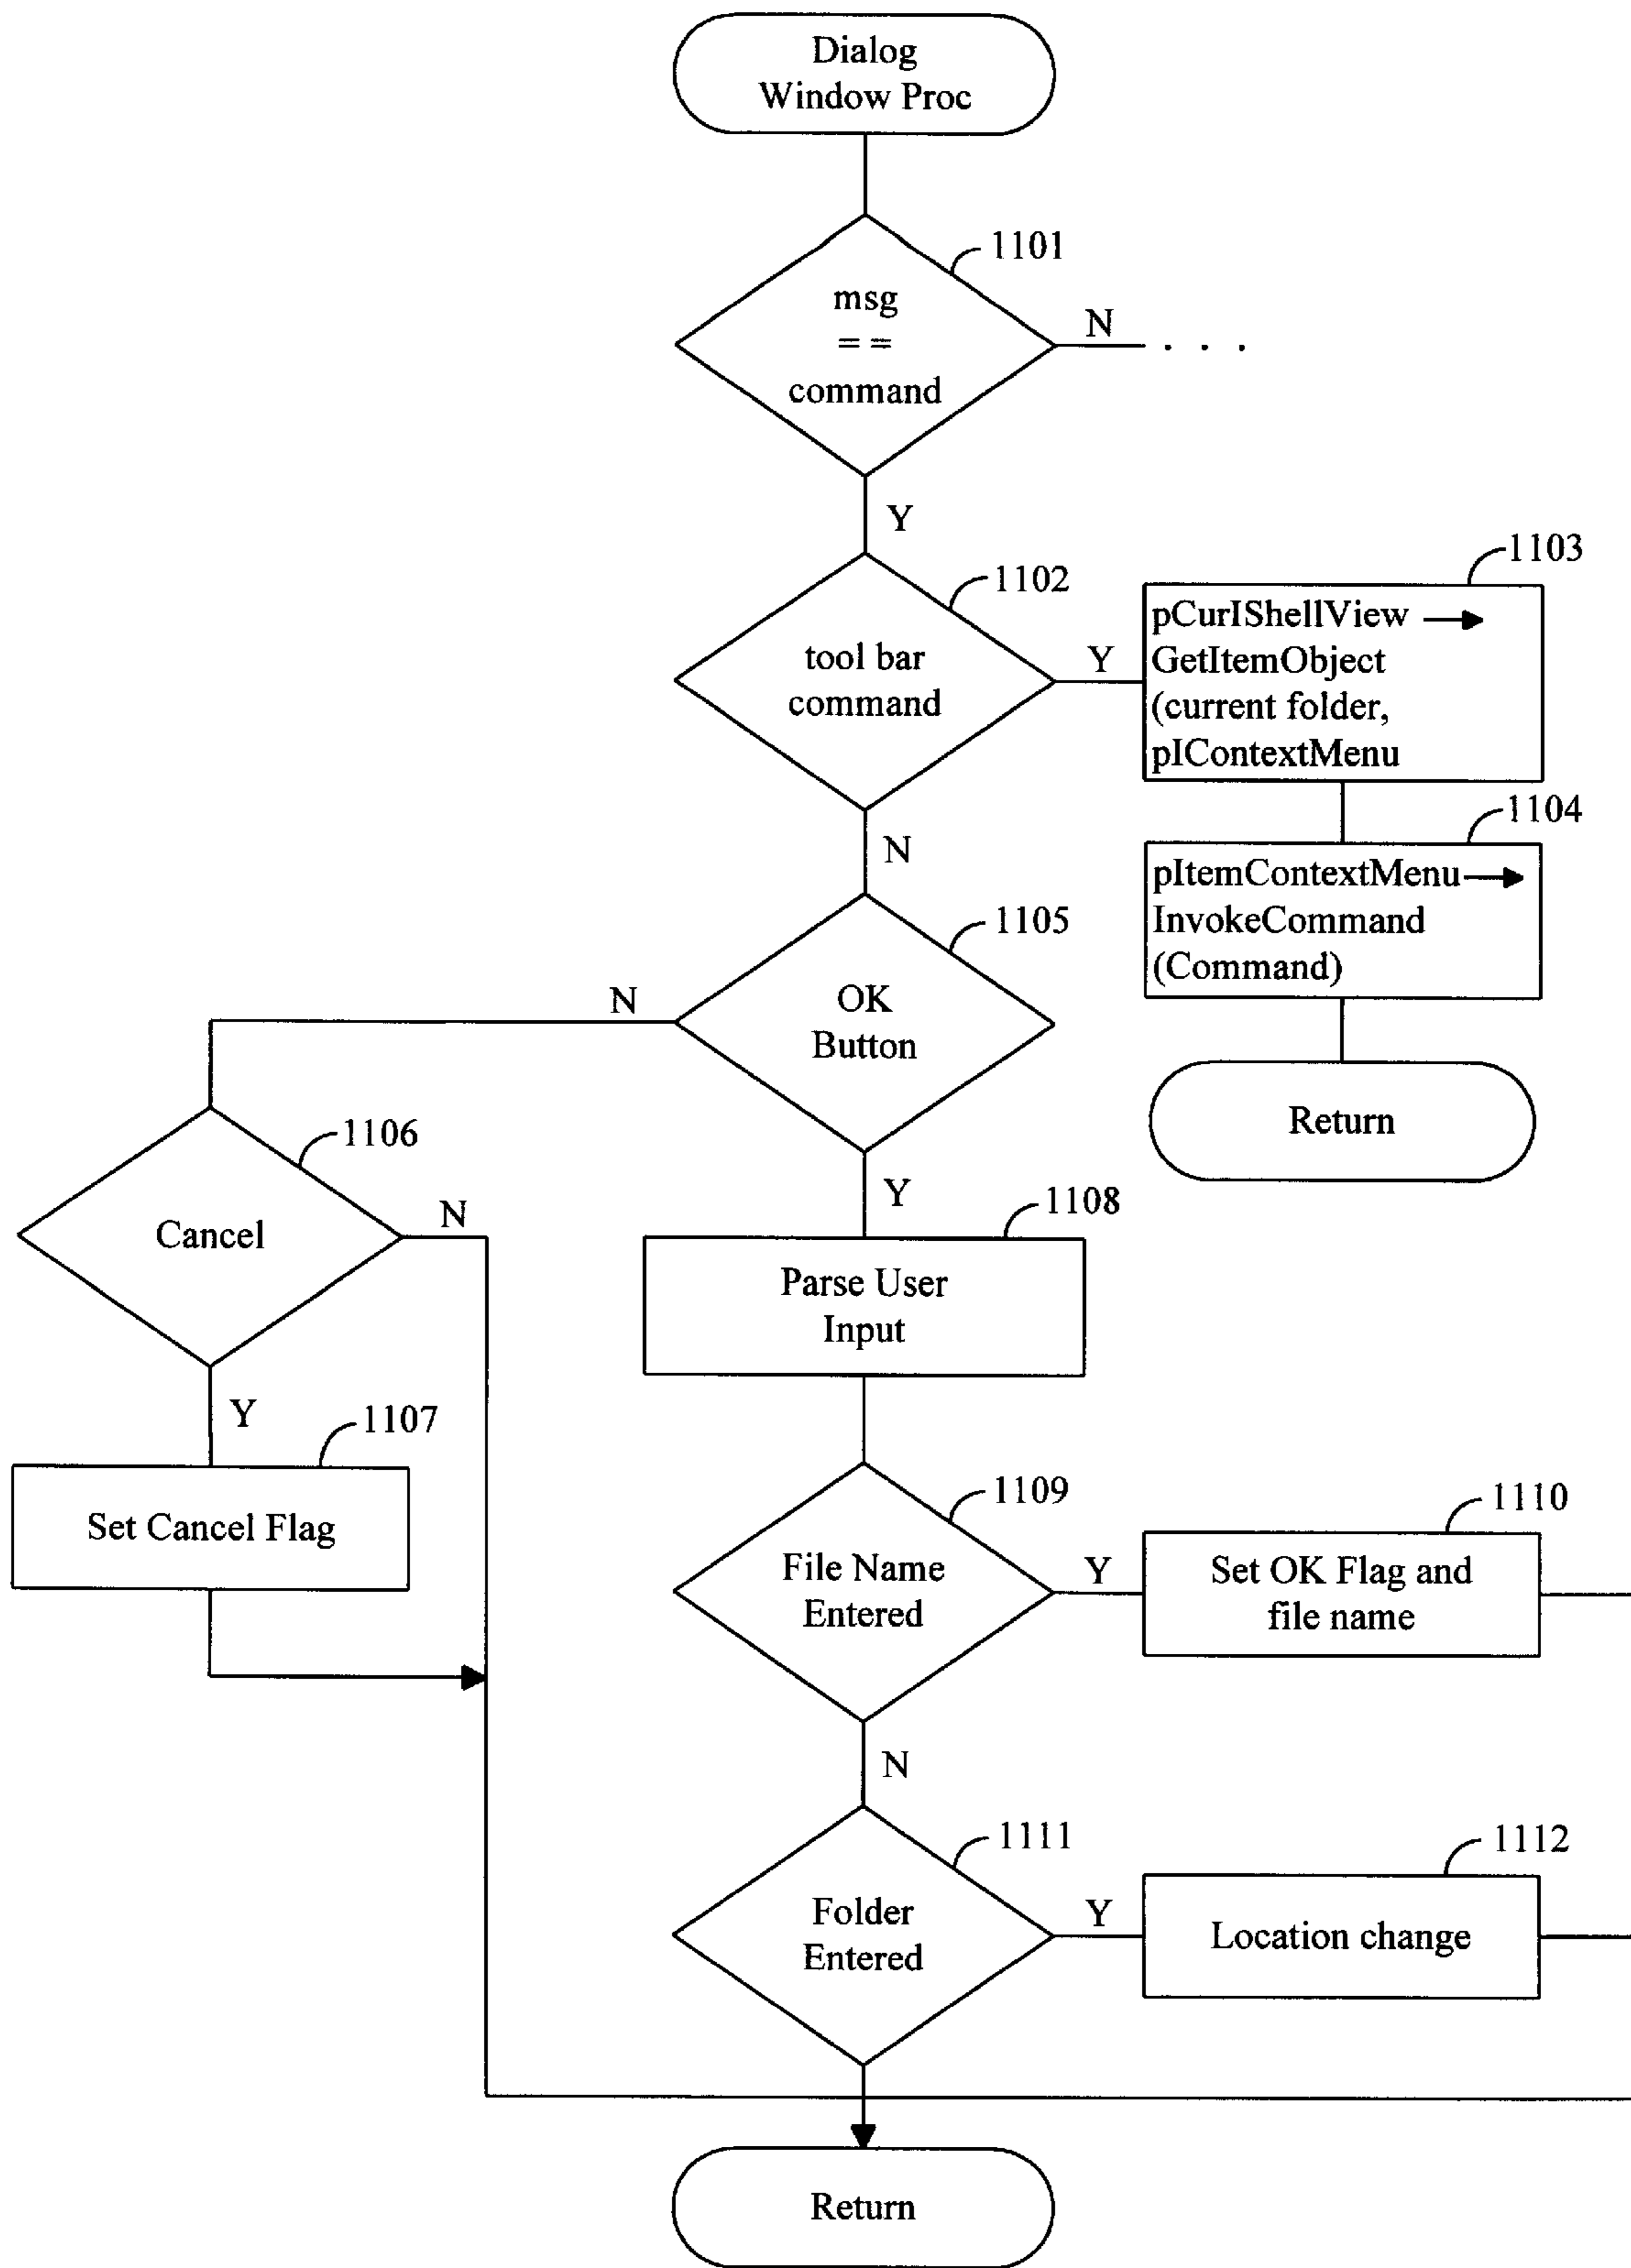 Dialog
Window Proc
1101
msg
= =
command
N
. . .
Y
1102
tool bar
command
Y
1103
pCurIShellView
GetItemObject
(current folder,
pIContextMenu
N
1104
pItemContextMenu
InvokeCommand
(Command)
Return
1105
OK
Button
N
Y
1106
Cancel
N
Y
1107
Set Cancel Flag
1108
Parse User
Input
1109
File Name
Entered
Y
1110
Set OK Flag and
file name
N
1111
Folder
Entered
Y
1112
Location change
Return